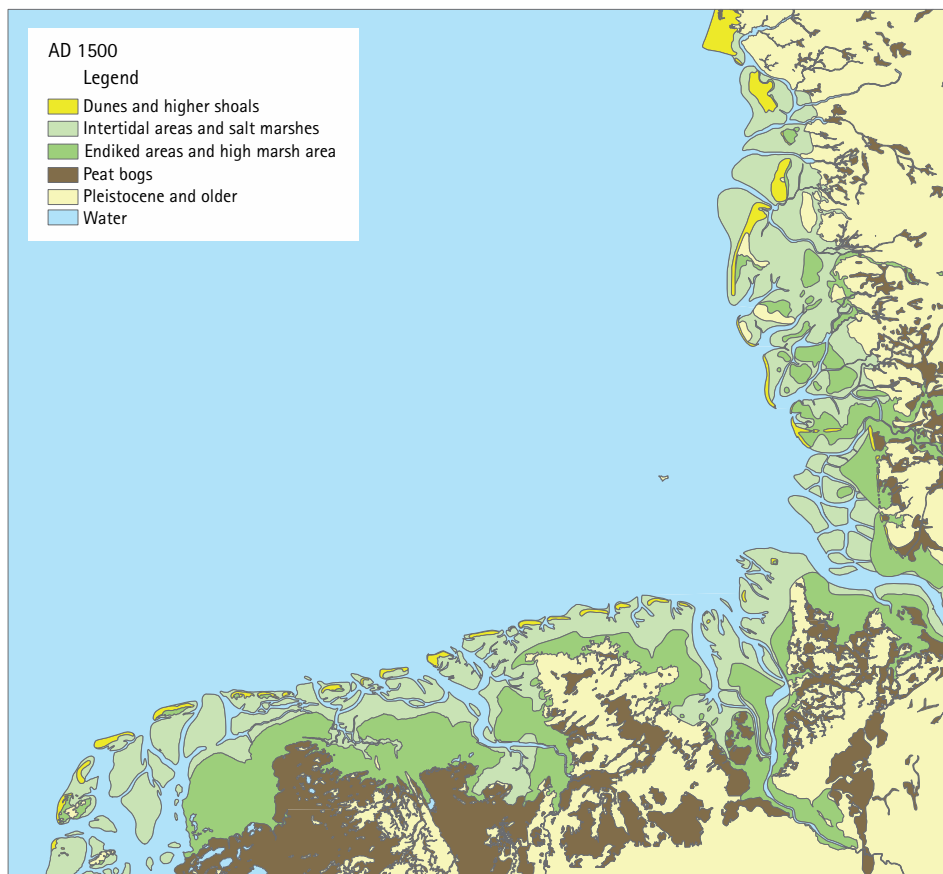 AD 1500
Legend
Dunes and higher shoals
Intertidal areas and salt marshes
Endiked areas and high marsh area
Peat bogs
Pleistocene and older
Water